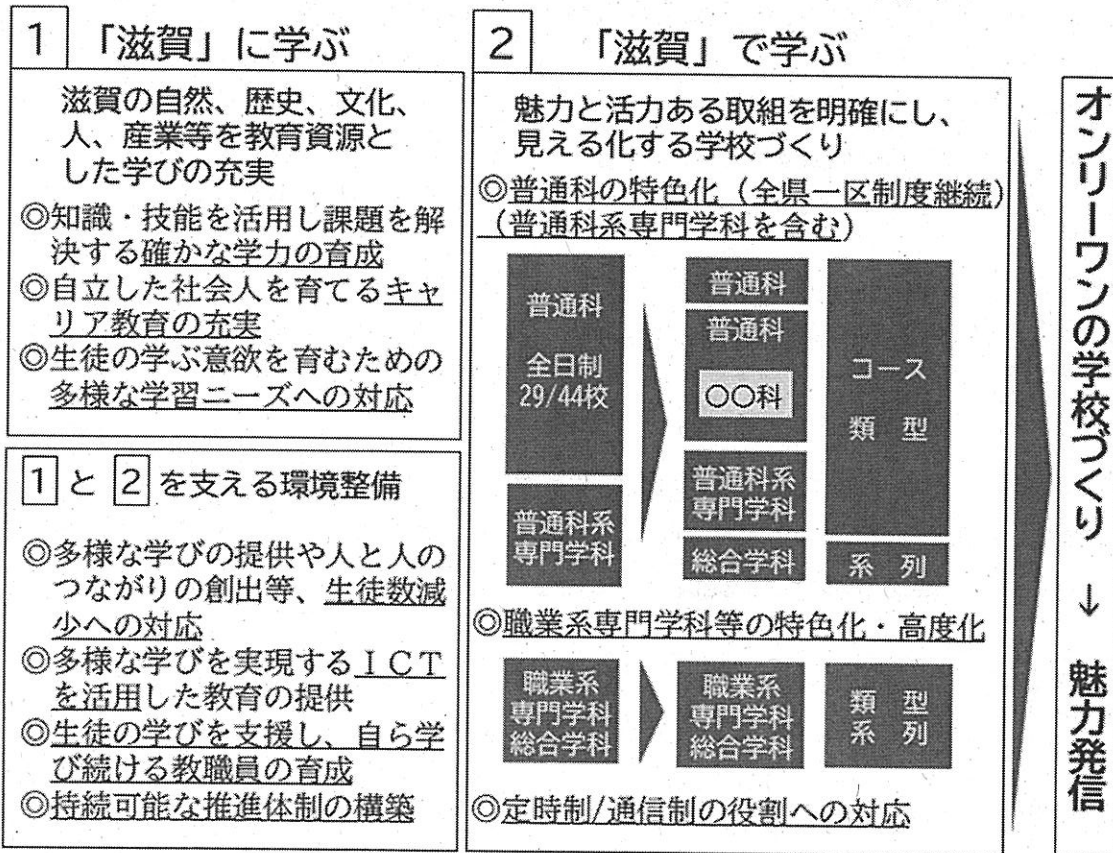 1 「滋賀」に学ぶ
滋賀の自然、歴史、文化、
人、産業等を教育資源と
した学びの充実
◎知識・技能を活用し課題を解
決する確かな学力の育成
◎自立した社会人を育てるキャ
リア教育の充実
◎生徒の学ぶ意欲を育むための
多様な学習ニーズへの対応
1 と 2 を支える環境整備
◎多様な学びの提供や人と人の
つながりの創出等、生徒数減
少への対応
◎多様な学びを実現するＩＣＴ
を活用した教育の提供
◎生徒の学びを支援し、自ら学
び続ける教職員の育成
◎持続可能な推進体制の構築
2 「滋賀」で学ぶ
魅力と活力ある取組を明確にし、
見える化する学校づくり
◎普通科の特色化（全県一区制度継続）
（普通科系専門学科を含む）
普通科
全日制
29/44校
普通科系
専門学科
普通科
普通科
〇〇科
普通科系
専門学科
総合学科
コース
類 型
系 列
◎職業系専門学科等の特色化・高度化
職業系
専門学科
総合学科
職業系
専門学科
総合学科
類 型
系 列
◎定時制/通信制の役割への対応
オンリーワンの学校づくり → 魅力発信